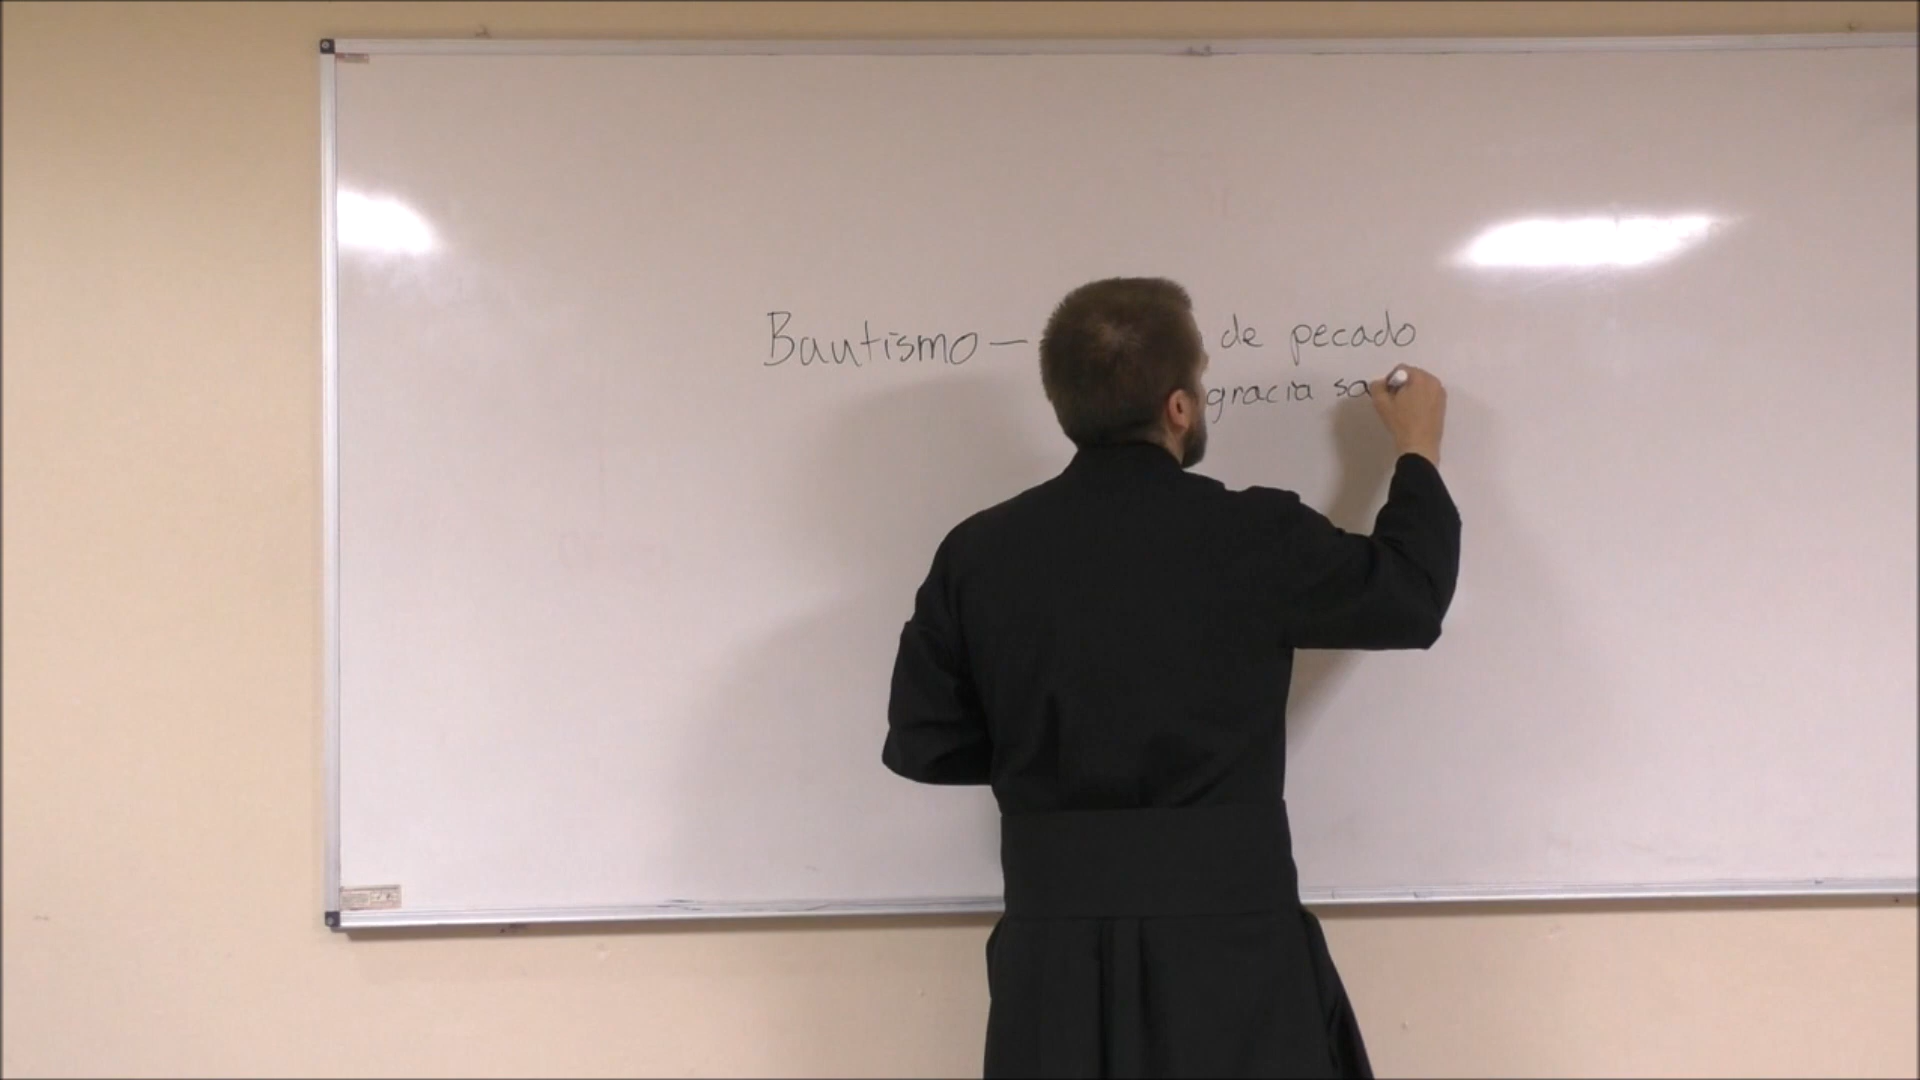 Bautismo — de pecado
gracia sa